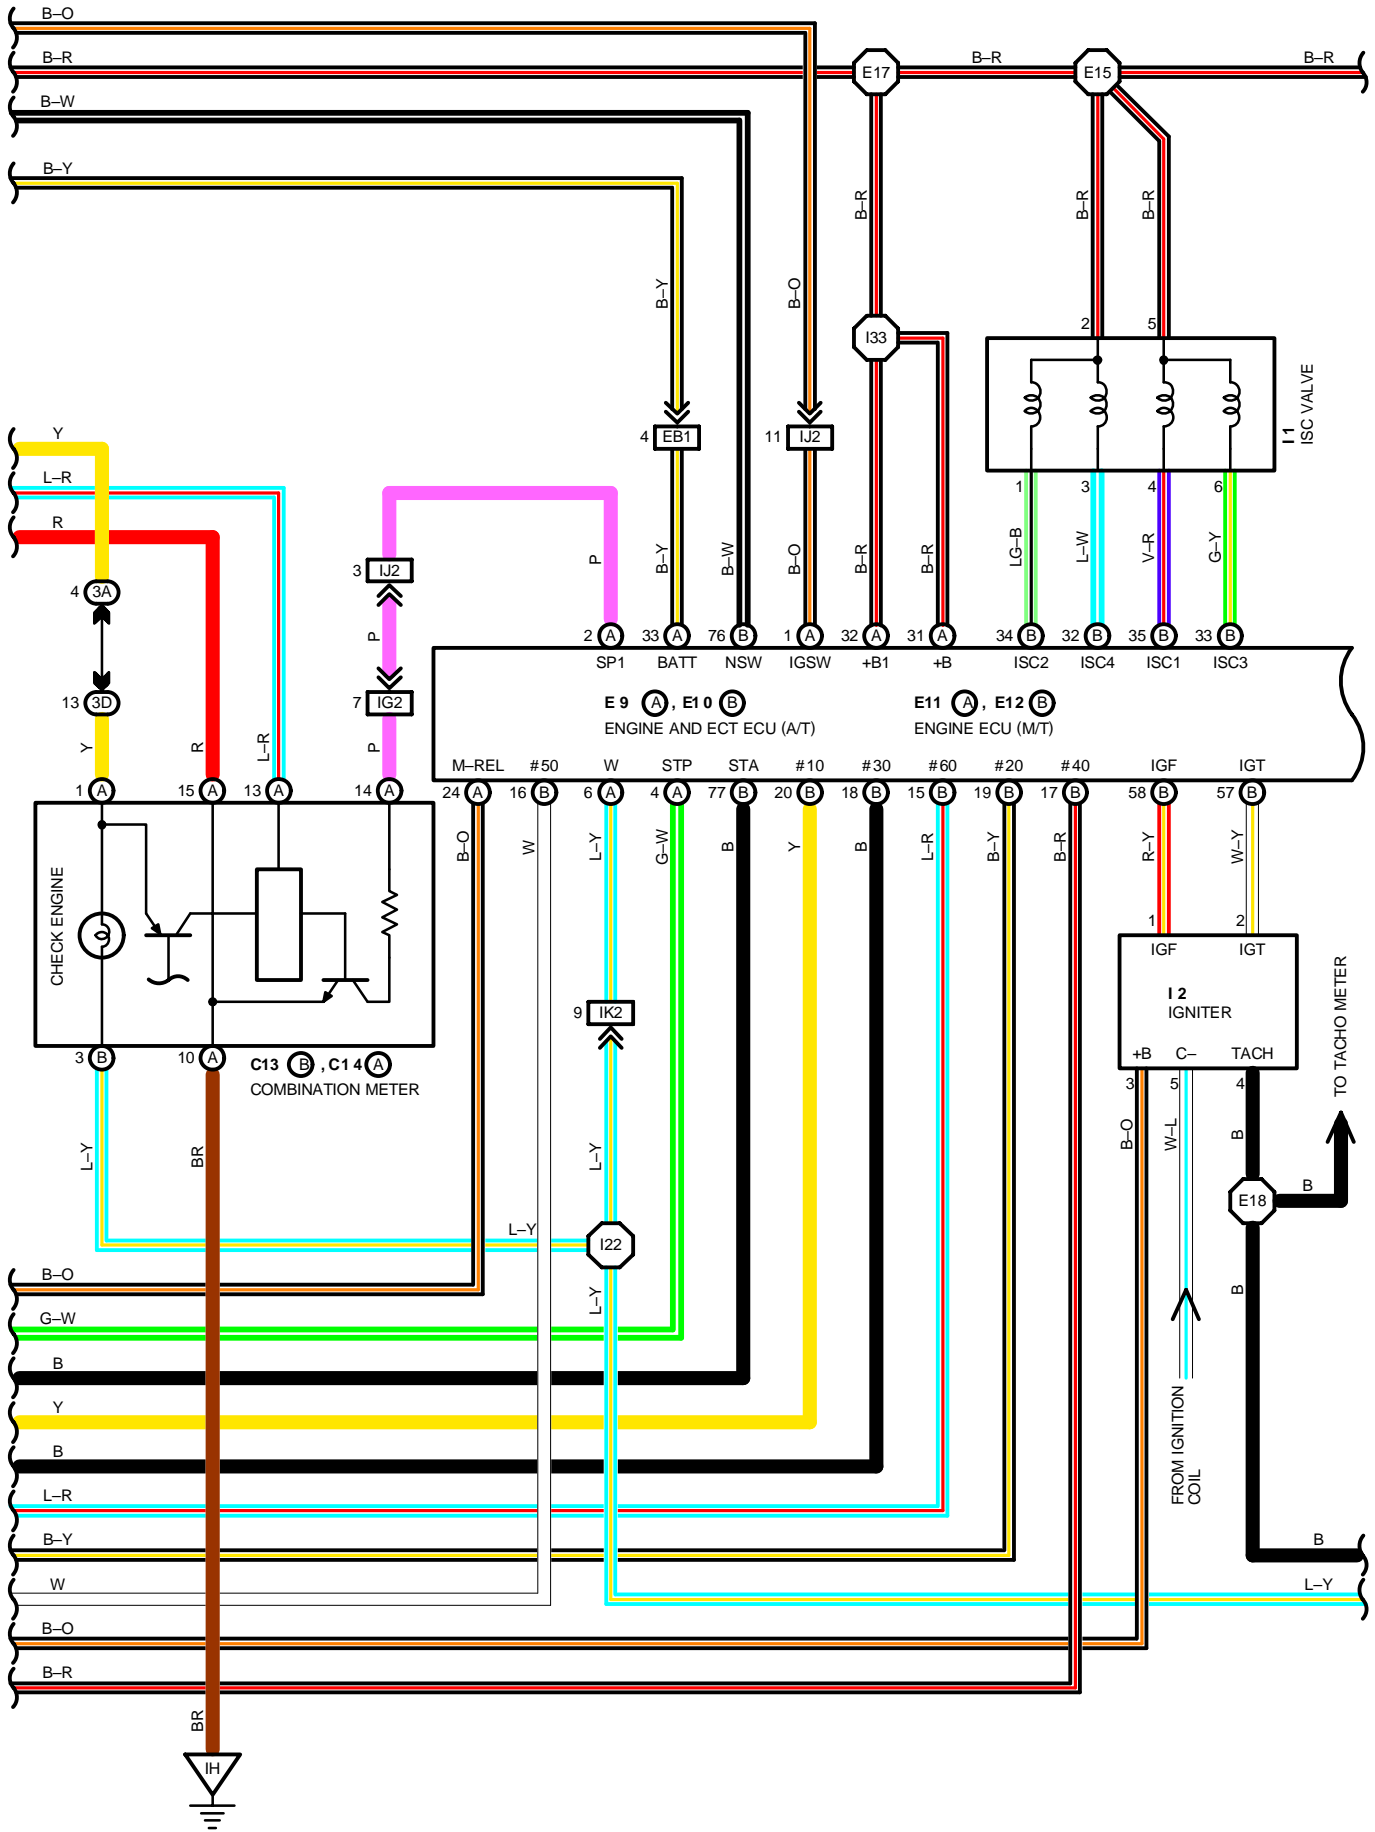 B–O
B–R
B–R
B–R
E17
E15
B–W
B–Y
B–R
B–R
B–R
B–Y
B–O
2
5
I33
I 1
ISC VALVE
Y
4 EB1
11 IJ2
L–R
1
3
4
6
R
LG–B
L–W
V–R
G–Y
P
B–Y
B–W
B–O
B–R
B–R
3 IJ2
4 3A
P
R
2 A
33 A
76 B
1 A
32 A
31 A
34 B
32 B
35 B
33 B
SP1
BATT
NSW
IGSW
+B1
+B
ISC2
ISC4
ISC1
ISC3
13 3D
7 IG2
E 9 A , E10 B
ENGINE AND ECT ECU (A/T)
E11 A , E12 B
ENGINE ECU (M/T)
Y
R
L–R
P
M–REL
#50
W
STP
STA
#10
#30
#60
#20
#40
IGF
IGT
1 A
15 A
13 A
14 A
24 A
16 B
6 A
4 A
77 B
20 B
18 B
15 B
19 B
17 B
58 B
57 B
B–O
W
L–Y
G–W
B
Y
B
L–R
B–Y
B–R
R–Y
W–Y
CHECK ENGINE
1
2
IGF
IGT
I 2
IGNITER
9 IK2
TO TACHO METER
+B
C–
TACH
3 B
10 A
C13 B , C14 A
COMBINATION METER
3
5
4
L–Y
BR
L–Y
B–O
W–L
B
E18
B
L–Y
I22
B–O
L–Y
B
G–W
B
FROM IGNITION
COIL
Y
B
L–R
B–Y
B
W
L–Y
B–O
B–R
BR
IH